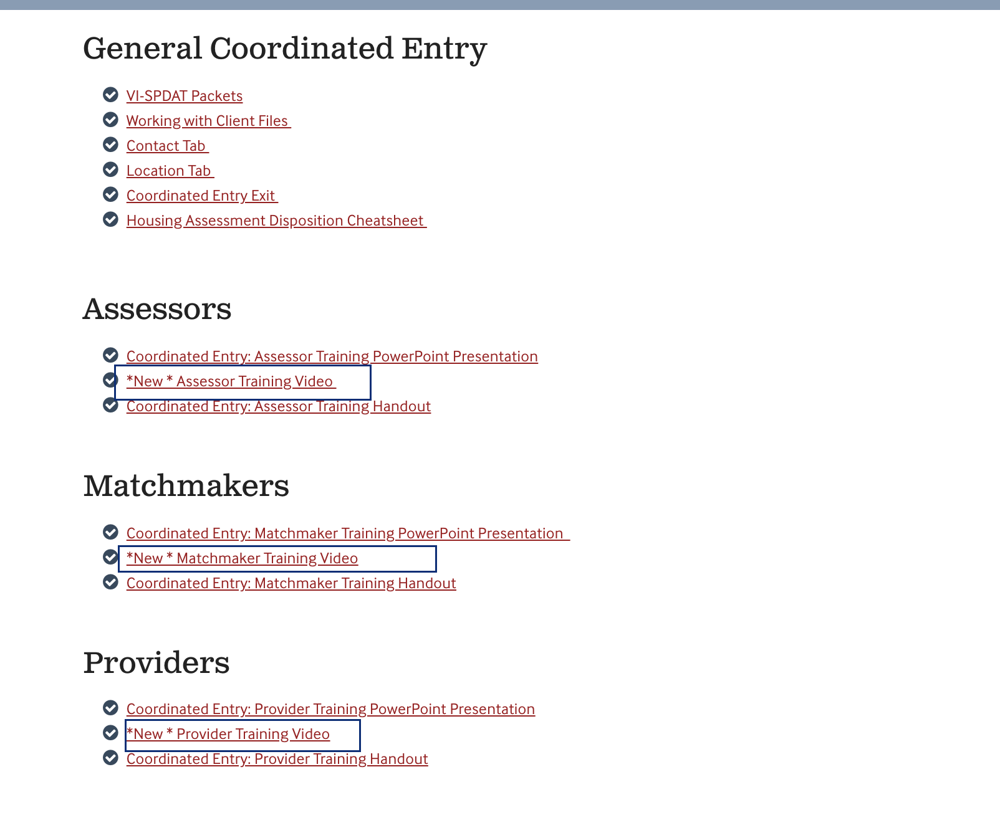 General Coordinated Entry
VI-SPDAT Packets
Working with Client Files
Contact Tab
Location Tab
Coordinated Entry Exit
Housing Assessment Disposition Cheatsheet
Assessors
Coordinated Entry: Assessor Training PowerPoint Presentation
*New * Assessor Training Video
Coordinated Entry: Assessor Training Handout
Matchmakers
Coordinated Entry: Matchmaker Training PowerPoint Presentation
*New * Matchmaker Training Video
Coordinated Entry: Matchmaker Training Handout
Providers
Coordinated Entry: Provider Training PowerPoint Presentation
*New * Provider Training Video
Coordinated Entry: Provider Training Handout